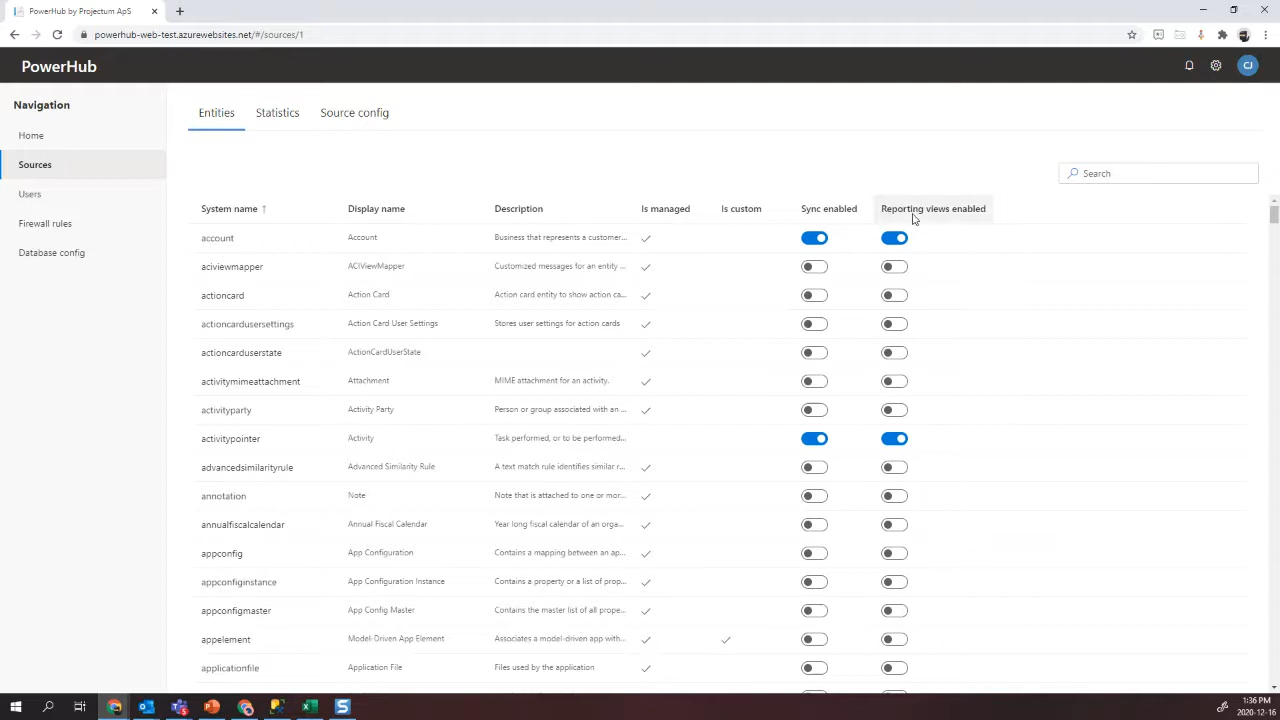 PowerHub by Projectum ApS
powerhub-web-test.azurewebsites.net/#/sources/1
PowerHub
CJ
Navigation
Home
Sources
Users
Firewall rules
Database config
Entities Statistics Source config
Search
System name ↑ Display name Description Is managed Is custom Sync enabled Reporting views enabled
account Account Business that represents a customer...
aciviewmapper ACIViewMapper Customized messages for an entity ...
actioncard Action Card Action card entity to show action ca...
actioncardusersettings Action Card User Settings Stores user settings for action cards
actioncarduserstate ActionCardUserState
activitymimeattachment Attachment MIME attachment for an activity.
activityparty Activity Party Person or group associated with an ...
activitypointer Activity Task performed, or to be performed...
advancedsimilarityrule Advanced Similarity Rule A text match rule identifies similar r...
annotation Note Note that is attached to one or mor...
annualfiscalcalendar Annual Fiscal Calendar Year long fiscal calendar of an orga...
appconfig App Configuration Contains a mapping between an ap...
appconfiginstance App Configuration Instance Contains a property or a list of prop...
appconfigmaster App Config Master Contains the master list of all prope...
appelement Model-Driven App Element Associates a model-driven app with...
applicationfile Application File Files used by the application
1:36 PM
2020-12-16